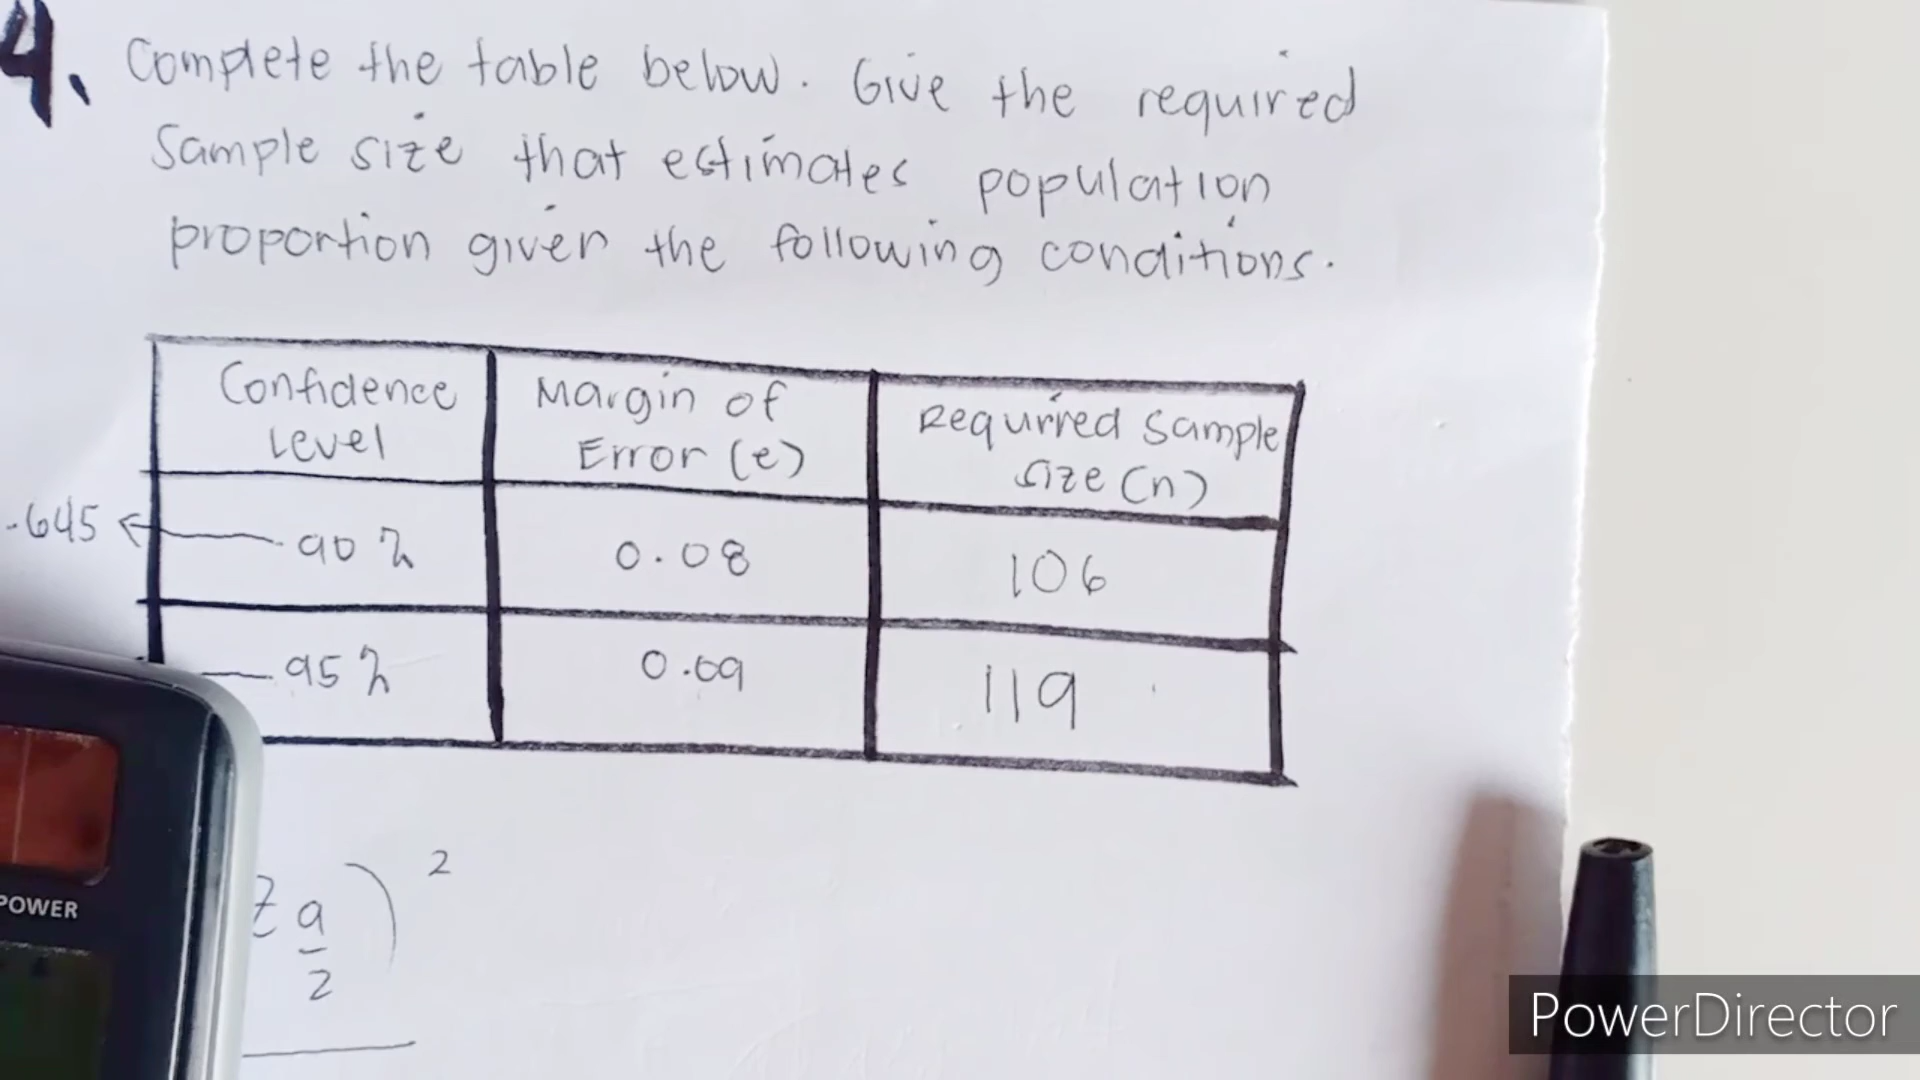 4. Complete the table below. Give the required
Sample size that estimates population
proportion given the following conditions.
Confidence Level
Margin of Error (e)
Required Sample size (n)
.645
90%
0.08
106
95%
0.09
119
Z a/2 ) 2
POWER
PowerDirector